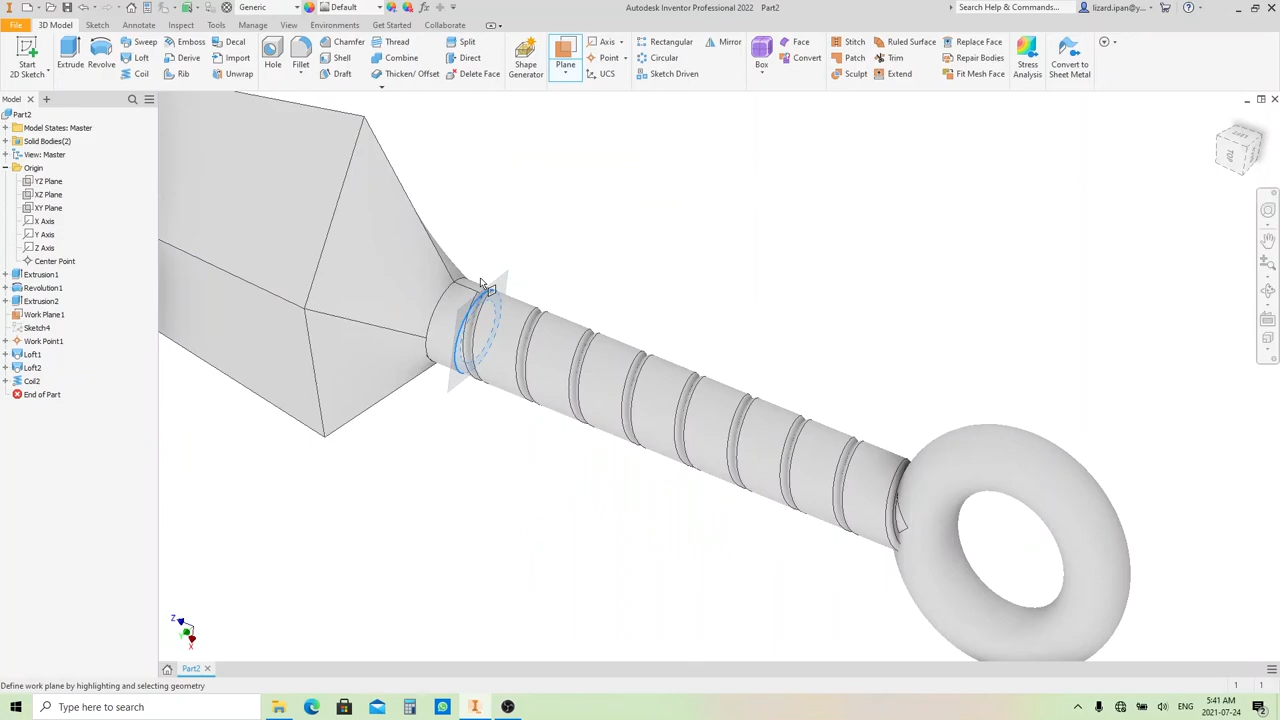 Generic
Default
Autodesk Inventor Professional 2022 Part2
Search Help & Commands...
lizard.ipan@y...
File
3D Model
Sketch
Annotate
Inspect
Tools
Manage
View
Environments
Get Started
Collaborate
Start
2D Sketch
Extrude
Revolve
Sweep
Loft
Coil
Emboss
Derive
Rib
Decal
Import
Unwrap
Hole
Fillet
Chamfer
Shell
Draft
Thread
Combine
Thicken/ Offset
Split
Direct
Delete Face
Shape
Generator
Plane
Axis
Point
UCS
Rectangular
Circular
Sketch Driven
Mirror
Box
Face
Convert
Stitch
Patch
Sculpt
Ruled Surface
Trim
Extend
Replace Face
Repair Bodies
Fit Mesh Face
Stress
Analysis
Convert to
Sheet Metal
Model
Part2
Model States: Master
Solid Bodies(2)
View: Master
Origin
YZ Plane
XZ Plane
XY Plane
X Axis
Y Axis
Z Axis
Center Point
Extrusion1
Revolution1
Extrusion2
Work Plane1
Sketch4
Work Point1
Loft1
Loft2
Coil2
End of Part
LEFT
TOP
Z
Y
X
Part2
Define work plane by highlighting and selecting geometry
1 1
Type here to search
ENG
5:41 AM
2021-07-24
2